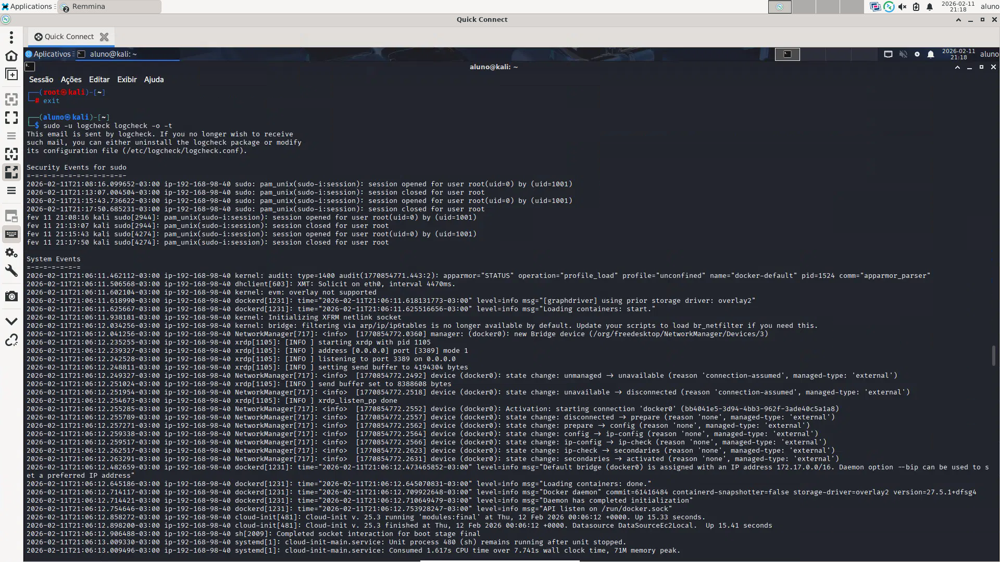 Applications
Remmina
2026-02-11
21:18
aluno
Quick Connect
Quick Connect
Aplicativos
aluno@kali: ~
2026-02-11
21:18
aluno
aluno@kali: ~
Sessão Ações Editar Exibir Ajuda
┌──(root㉿kali)-[~]
└─# exit
┌──(aluno㉿kali)-[~]
└─$ sudo -u logcheck logcheck -o -t
This email is sent by logcheck. If you no longer wish to receive
such mail, you can either uninstall the logcheck package or modify
its configuration file (/etc/logcheck/logcheck.conf).
Security Events for sudo
=-=-=-=-=-=-=-=-=-=-=-=-
2026-02-11T21:08:16.099652-03:00 ip-192-168-98-40 sudo: pam_unix(sudo-i:session): session opened for user root(uid=0) by (uid=1001)
2026-02-11T21:13:07.004504-03:00 ip-192-168-98-40 sudo: pam_unix(sudo-i:session): session closed for user root
2026-02-11T21:15:43.736622-03:00 ip-192-168-98-40 sudo: pam_unix(sudo-i:session): session opened for user root(uid=0) by (uid=1001)
2026-02-11T21:17:50.685231-03:00 ip-192-168-98-40 sudo: pam_unix(sudo-i:session): session closed for user root
fev 11 21:08:16 kali sudo[2944]: pam_unix(sudo-i:session): session opened for user root(uid=0) by (uid=1001)
fev 11 21:13:07 kali sudo[2944]: pam_unix(sudo-i:session): session closed for user root
fev 11 21:15:43 kali sudo[4274]: pam_unix(sudo-i:session): session opened for user root(uid=0) by (uid=1001)
fev 11 21:17:50 kali sudo[4274]: pam_unix(sudo-i:session): session closed for user root
System Events
=-=-=-=-=-=-=
2026-02-11T21:06:11.462112-03:00 ip-192-168-98-40 kernel: audit: type=1400 audit(1770854771.443:2): apparmor="STATUS" operation="profile_load" profile="unconfined" name="docker-default" pid=1524 comm="apparmor_parser"
2026-02-11T21:06:11.506568-03:00 ip-192-168-98-40 dhclient[603]: XMT: Solicit on eth0, interval 4470ms.
2026-02-11T21:06:11.602104-03:00 ip-192-168-98-40 kernel: evm: overlay not supported
2026-02-11T21:06:11.618990-03:00 ip-192-168-98-40 dockerd[1231]: time="2026-02-11T21:06:11.618131773-03:00" level=info msg="[graphdriver] using prior storage driver: overlay2"
2026-02-11T21:06:11.625667-03:00 ip-192-168-98-40 dockerd[1231]: time="2026-02-11T21:06:11.625516656-03:00" level=info msg="Loading containers: start."
2026-02-11T21:06:11.938181-03:00 ip-192-168-98-40 kernel: Initializing XFRM netlink socket
2026-02-11T21:06:12.034256-03:00 ip-192-168-98-40 kernel: bridge: filtering via arp/ip/ip6tables is no longer available by default. Update your scripts to load br_netfilter if you need this.
2026-02-11T21:06:12.041256-03:00 ip-192-168-98-40 NetworkManager[717]: <info>  [1770854772.0360] manager: (docker0): new Bridge device (/org/freedesktop/NetworkManager/Devices/3)
2026-02-11T21:06:12.235255-03:00 ip-192-168-98-40 xrdp[1105]: [INFO ] starting xrdp with pid 1105
2026-02-11T21:06:12.239327-03:00 ip-192-168-98-40 xrdp[1105]: [INFO ] address [0.0.0.0] port [3389] mode 1
2026-02-11T21:06:12.242528-03:00 ip-192-168-98-40 xrdp[1105]: [INFO ] listening to port 3389 on 0.0.0.0
2026-02-11T21:06:12.248811-03:00 ip-192-168-98-40 xrdp[1105]: [INFO ] setting send buffer to 4194304 bytes
2026-02-11T21:06:12.249327-03:00 ip-192-168-98-40 NetworkManager[717]: <info>  [1770854772.2492] device (docker0): state change: unmanaged → unavailable (reason 'connection-assumed', managed-type: 'external')
2026-02-11T21:06:12.251024-03:00 ip-192-168-98-40 xrdp[1105]: [INFO ] send buffer set to 8388608 bytes
2026-02-11T21:06:12.251954-03:00 ip-192-168-98-40 NetworkManager[717]: <info>  [1770854772.2518] device (docker0): state change: unavailable → disconnected (reason 'connection-assumed', managed-type: 'external')
2026-02-11T21:06:12.254673-03:00 ip-192-168-98-40 xrdp[1105]: [INFO ] xrdp_listen_pp done
2026-02-11T21:06:12.255285-03:00 ip-192-168-98-40 NetworkManager[717]: <info>  [1770854772.2552] device (docker0): Activation: starting connection 'docker0' (bb4041e5-3d94-4bb3-962f-3ade40c5a1a8)
2026-02-11T21:06:12.255789-03:00 ip-192-168-98-40 NetworkManager[717]: <info>  [1770854772.2557] device (docker0): state change: disconnected → prepare (reason 'none', managed-type: 'external')
2026-02-11T21:06:12.257271-03:00 ip-192-168-98-40 NetworkManager[717]: <info>  [1770854772.2562] device (docker0): state change: prepare → config (reason 'none', managed-type: 'external')
2026-02-11T21:06:12.259338-03:00 ip-192-168-98-40 NetworkManager[717]: <info>  [1770854772.2564] device (docker0): state change: config → ip-config (reason 'none', managed-type: 'external')
2026-02-11T21:06:12.259517-03:00 ip-192-168-98-40 NetworkManager[717]: <info>  [1770854772.2566] device (docker0): state change: ip-config → ip-check (reason 'none', managed-type: 'external')
2026-02-11T21:06:12.262517-03:00 ip-192-168-98-40 NetworkManager[717]: <info>  [1770854772.2623] device (docker0): state change: ip-check → secondaries (reason 'none', managed-type: 'external')
2026-02-11T21:06:12.263291-03:00 ip-192-168-98-40 NetworkManager[717]: <info>  [1770854772.2631] device (docker0): state change: secondaries → activated (reason 'none', managed-type: 'external')
2026-02-11T21:06:12.482659-03:00 ip-192-168-98-40 dockerd[1231]: time="2026-02-11T21:06:12.473465852-03:00" level=info msg="Default bridge (docker0) is assigned with an IP address 172.17.0.0/16. Daemon option --bip can be used to s
et a preferred IP address"
2026-02-11T21:06:12.645186-03:00 ip-192-168-98-40 dockerd[1231]: time="2026-02-11T21:06:12.645070831-03:00" level=info msg="Loading containers: done."
2026-02-11T21:06:12.714117-03:00 ip-192-168-98-40 dockerd[1231]: time="2026-02-11T21:06:12.709922648-03:00" level=info msg="Docker daemon" commit=61416484 containerd-snapshotter=false storage-driver=overlay2 version=27.5.1+dfsg4
2026-02-11T21:06:12.714421-03:00 ip-192-168-98-40 dockerd[1231]: time="2026-02-11T21:06:12.710649479-03:00" level=info msg="Daemon has completed initialization"
2026-02-11T21:06:12.754646-03:00 ip-192-168-98-40 dockerd[1231]: time="2026-02-11T21:06:12.753928247-03:00" level=info msg="API listen on /run/docker.sock"
2026-02-11T21:06:12.858272-03:00 ip-192-168-98-40 cloud-init[481]: Cloud-init v. 25.3 running 'modules:final' at Thu, 12 Feb 2026 00:06:12 +0000. Up 15.33 seconds.
2026-02-11T21:06:12.898200-03:00 ip-192-168-98-40 cloud-init[481]: Cloud-init v. 25.3 finished at Thu, 12 Feb 2026 00:06:12 +0000. Datasource DataSourceEc2Local.  Up 15.41 seconds
2026-02-11T21:06:12.906488-03:00 ip-192-168-98-40 sh[2009]: Completed socket interaction for boot stage final
2026-02-11T21:06:13.009330-03:00 ip-192-168-98-40 systemd[1]: cloud-init-main.service: Unit process 480 (sh) remains running after unit stopped.
2026-02-11T21:06:13.009496-03:00 ip-192-168-98-40 systemd[1]: cloud-init-main.service: Consumed 1.617s CPU time over 7.741s wall clock time, 71M memory peak.